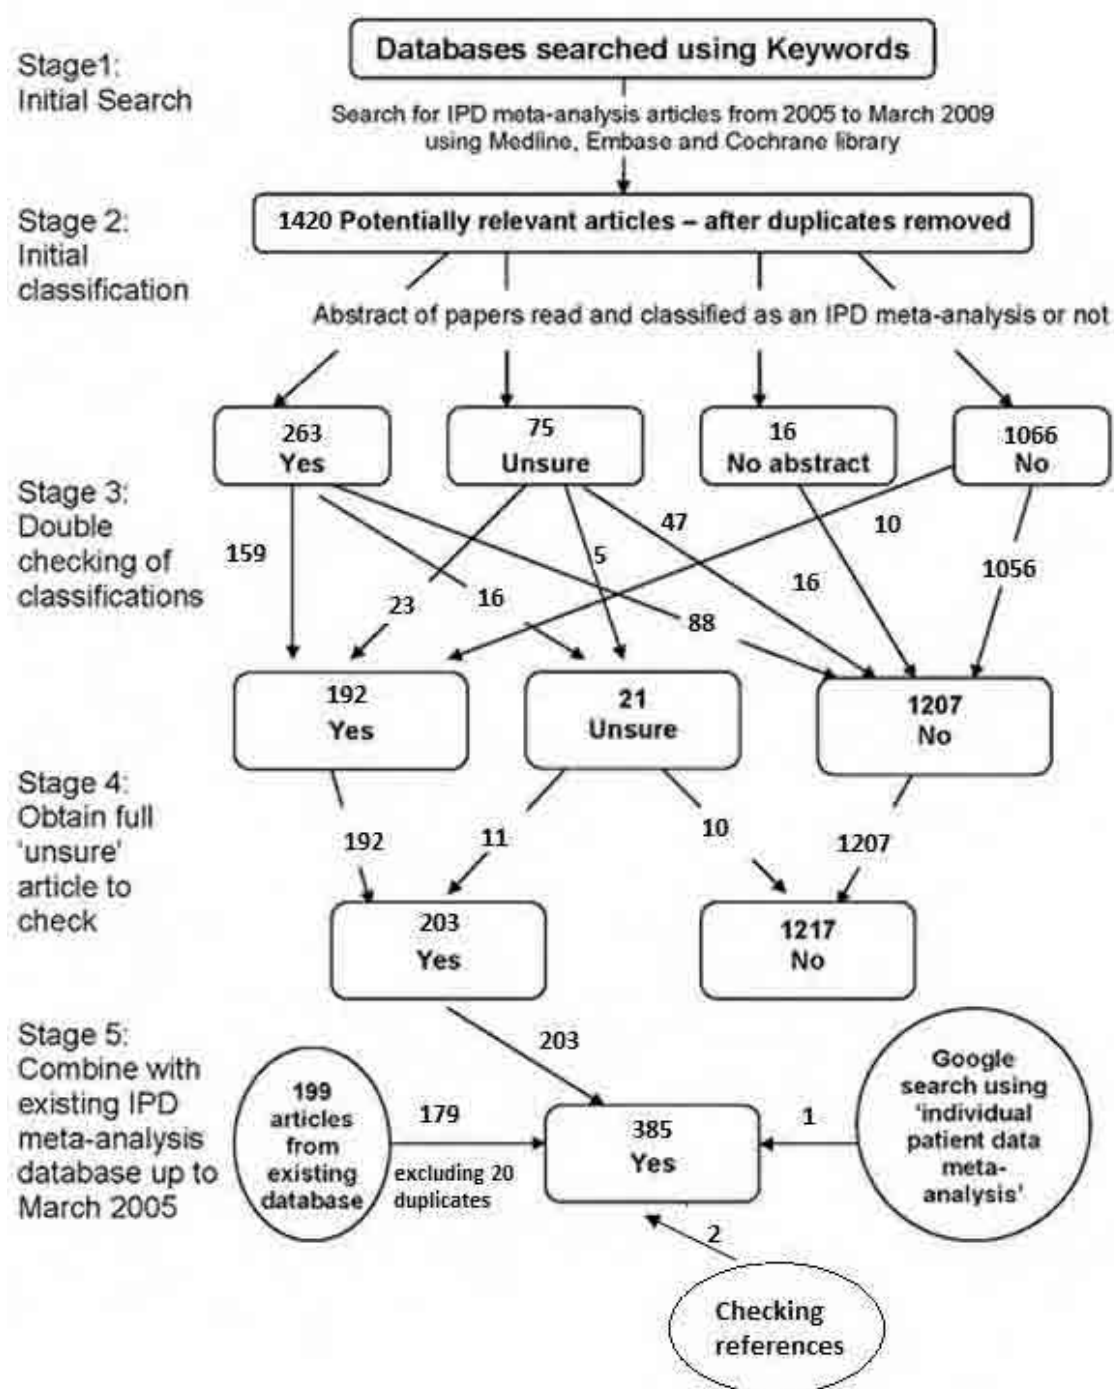 Stage1:
Initial Search
Databases searched using Keywords
Search for IPD meta-analysis articles from 2005 to March 2009
using Medline, Embase and Cochrane library
Stage 2:
Initial
classification
1420 Potentially relevant articles – after duplicates removed
Abstract of papers read and classified as an IPD meta-analysis or not
263
Yes
75
Unsure
16
No abstract
1066
No
Stage 3:
Double
checking of
classifications
159
23
16
5
47
88
16
10
1056
192
Yes
21
Unsure
1207
No
Stage 4:
Obtain full
'unsure'
article to
check
192
11
10
1207
203
Yes
1217
No
Stage 5:
Combine with
existing IPD
meta-analysis
database up to
March 2005
203
199
articles
from
existing
database
179
excluding 20
duplicates
385
Yes
1
Google
search using
'individual
patient data
meta-
analysis'
2
Checking
references